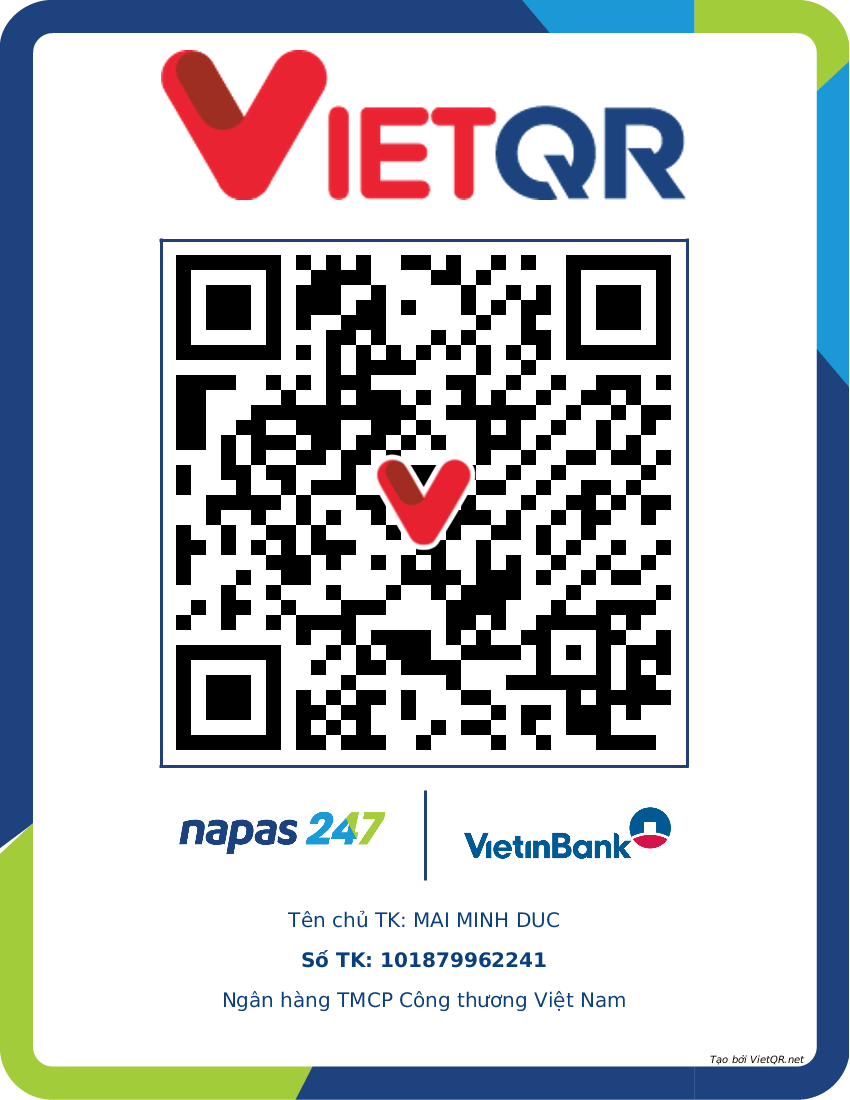 VIETQR
napas 247
VietinBank
Tên chủ TK: MAI MINH DUC
Số TK: 101879962241
Ngân hàng TMCP Công thương Việt Nam
Tạo bởi VietQR.net